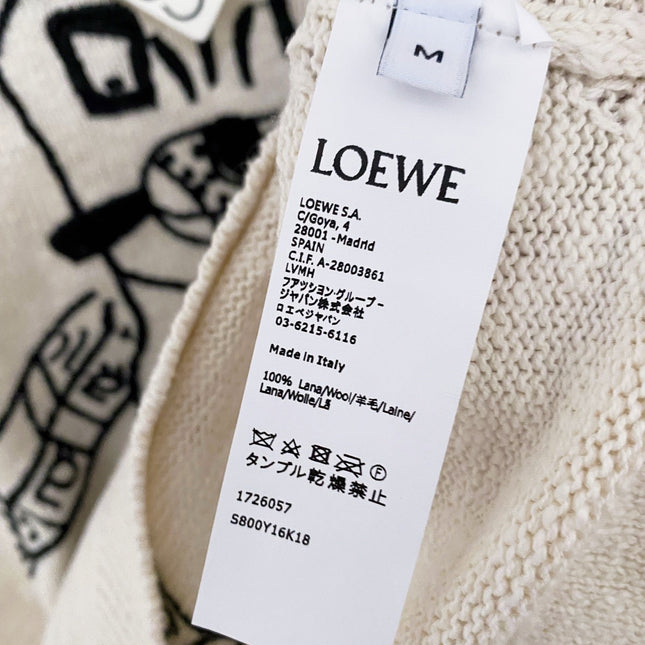 M
LOEWE
LOEWE S.A.
C/Goya, 4
28001 -Madrid
SPAIN
C.I.F. A-28003861
LVMH
ファッション·グループ-
ジャパン株式会社
ロエベジャパン
03-6215-6116
Made in Italy
100% Lana/Wool/羊毛/Laine/
Lana/Wolle/Lã
F
タンブル乾燥禁止
1726057
S800Y16K18